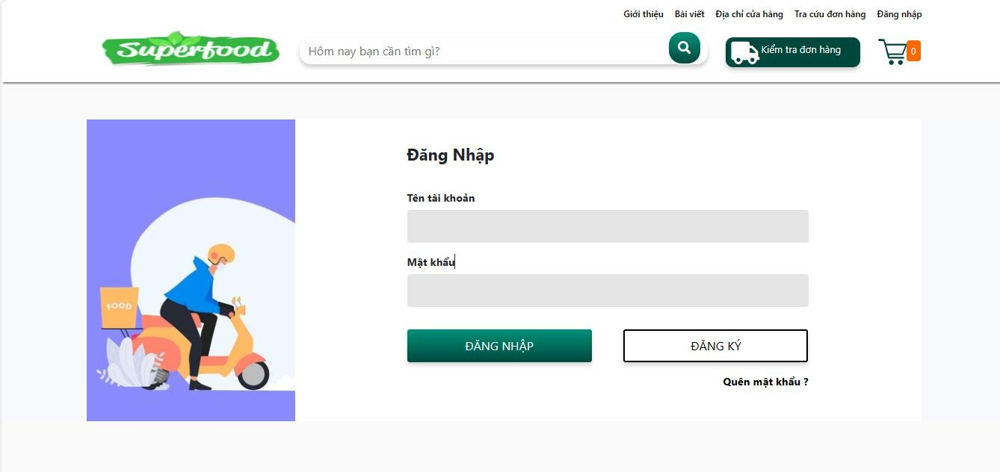 Giới thiệu Bài viết Địa chỉ cửa hàng Tra cứu đơn hàng Đăng nhập
Superfood
Hôm nay bạn cần tìm gì?
Kiểm tra đơn hàng
0
Đăng Nhập
Tên tài khoản
Mật khẩu
FOOD
ĐĂNG NHẬP ĐĂNG KÝ
Quên mật khẩu ?